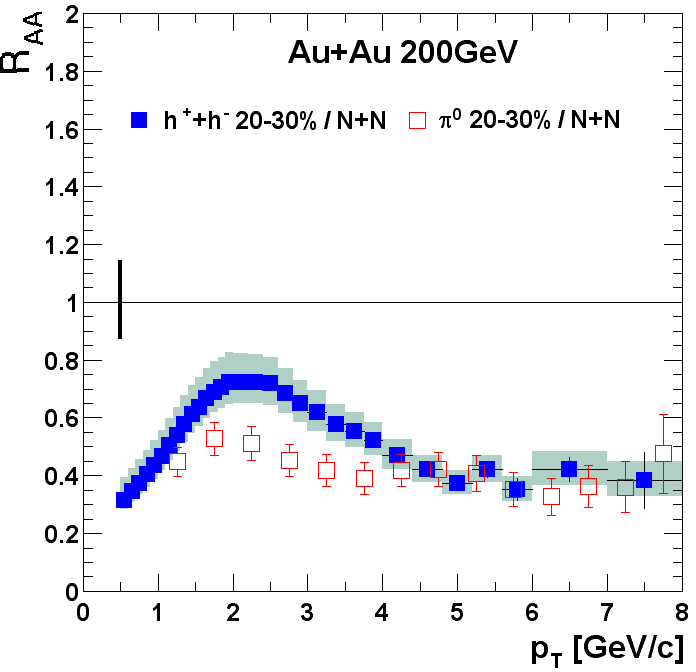 R_AA
Au+Au 200GeV
h⁺+h⁻ 20-30% / N+N
π⁰ 20-30% / N+N
2
1.8
1.6
1.4
1.2
1
0.8
0.6
0.4
0.2
0
0 1 2 3 4 5 6 7 8
p_T [GeV/c]